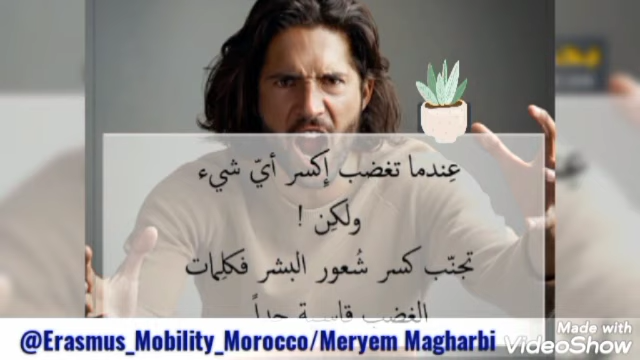 عِندما تغضب إكسر أيّ شيء
ولكِن !
تجنّب كسر شُعور البشر فكلِمات
الغضب قاسية جداً
@Erasmus_Mobility_Morocco/Meryem Magharbi
Made with
VideoShow